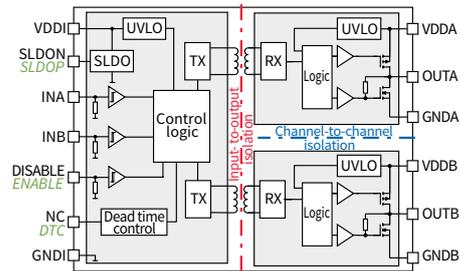 VDDI
UVLO
SLDON
SLDOP
SLDO
TX
INA
INB
Control
logic
DISABLE
ENABLE
TX
NC
DTC
Dead time
control
GNDI
Input-to-output
isolation
UVLO
VDDA
RX
Logic
OUTA
GNDA
Channel-to-channel
isolation
UVLO
VDDB
RX
Logic
OUTB
GNDB